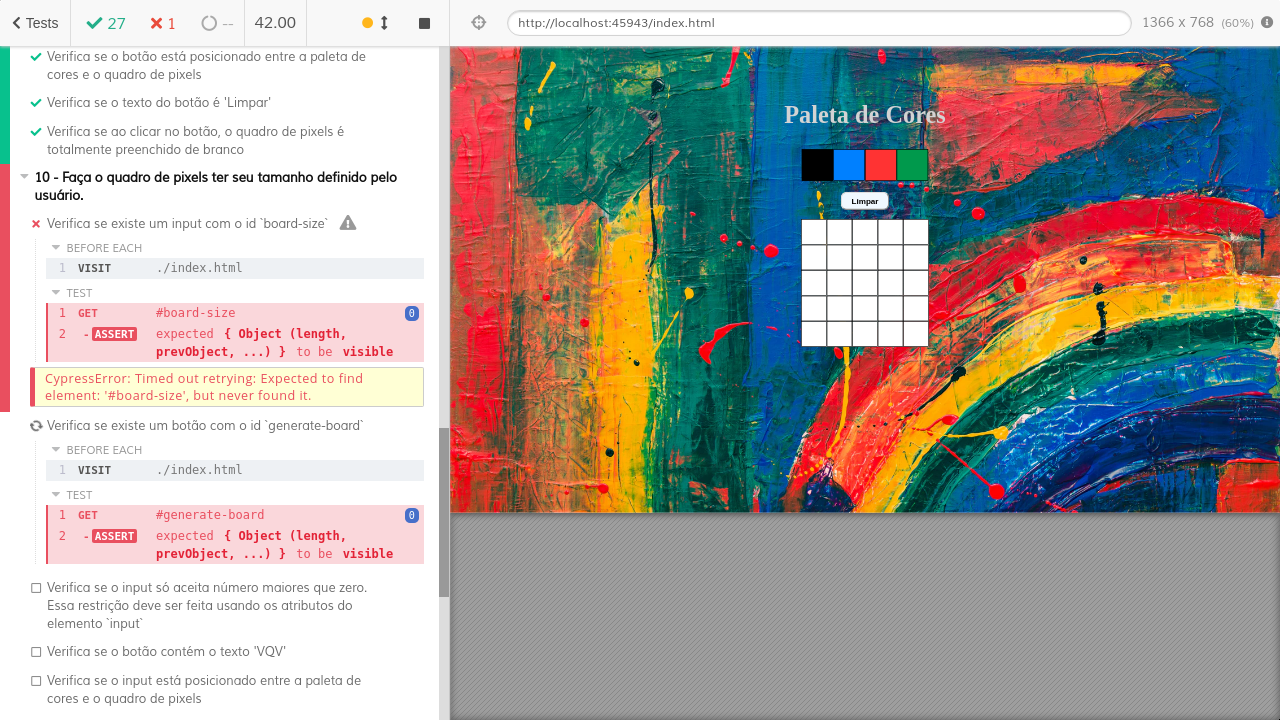 Tests 27 1 -- 42.00 http://localhost:45943/index.html 1366 x 768 (60%)
Verifica se o botão está posicionado entre a paleta de
cores e o quadro de pixels
Verifica se o texto do botão é 'Limpar'
Verifica se ao clicar no botão, o quadro de pixels é
totalmente preenchido de branco
10 - Faça o quadro de pixels ter seu tamanho definido pelo
usuário.
Verifica se existe um input com o id `board-size`
BEFORE EACH
1 VISIT ./index.html
TEST
1 GET #board-size 0
2 -ASSERT expected { Object (length,
prevObject, ...) } to be visible
CypressError: Timed out retrying: Expected to find
element: '#board-size', but never found it.
Verifica se existe um botão com o id `generate-board`
BEFORE EACH
1 VISIT ./index.html
TEST
1 GET #generate-board 0
2 -ASSERT expected { Object (length,
prevObject, ...) } to be visible
Verifica se o input só aceita número maiores que zero.
Essa restrição deve ser feita usando os atributos do
elemento `input`
Verifica se o botão contém o texto 'VQV'
Verifica se o input está posicionado entre a paleta de
cores e o quadro de pixels
Paleta de Cores
Limpar